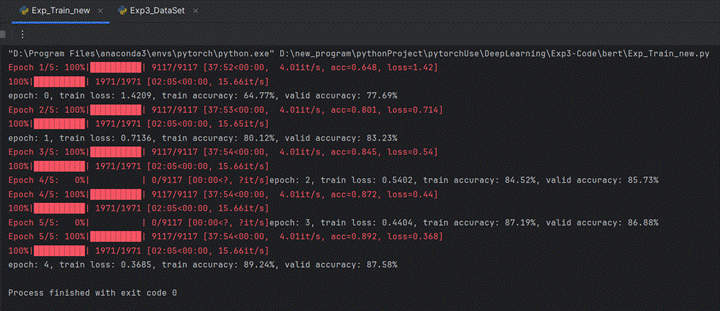 Exp_Train_new × Exp3_DataSet ×
"D:\Program Files\anaconda3\envs\pytorch\python.exe" D:\new_program\pythonProject\pytorchUse\DeepLearning\Exp3-Code\bert\Exp_Train_new.py
Epoch 1/5: 100%|██████████| 9117/9117 [37:52<00:00,  4.01it/s, acc=0.648, loss=1.42]
100%|██████████| 1971/1971 [02:05<00:00, 15.66it/s]
epoch: 0, train loss: 1.4209, train accuracy: 64.77%, valid accuracy: 77.69%
Epoch 2/5: 100%|██████████| 9117/9117 [37:53<00:00,  4.01it/s, acc=0.801, loss=0.714]
100%|██████████| 1971/1971 [02:05<00:00, 15.65it/s]
epoch: 1, train loss: 0.7136, train accuracy: 80.12%, valid accuracy: 83.23%
Epoch 3/5: 100%|██████████| 9117/9117 [37:54<00:00,  4.01it/s, acc=0.845, loss=0.54]
100%|██████████| 1971/1971 [02:05<00:00, 15.66it/s]
Epoch 4/5:   0%|          | 0/9117 [00:00<?, ?it/s]epoch: 2, train loss: 0.5402, train accuracy: 84.52%, valid accuracy: 85.73%
Epoch 4/5: 100%|██████████| 9117/9117 [37:54<00:00,  4.01it/s, acc=0.872, loss=0.44]
100%|██████████| 1971/1971 [02:05<00:00, 15.66it/s]
Epoch 5/5:   0%|          | 0/9117 [00:00<?, ?it/s]epoch: 3, train loss: 0.4404, train accuracy: 87.19%, valid accuracy: 86.88%
Epoch 5/5: 100%|██████████| 9117/9117 [37:54<00:00,  4.01it/s, acc=0.892, loss=0.368]
100%|██████████| 1971/1971 [02:05<00:00, 15.66it/s]
epoch: 4, train loss: 0.3685, train accuracy: 89.24%, valid accuracy: 87.58%
Process finished with exit code 0